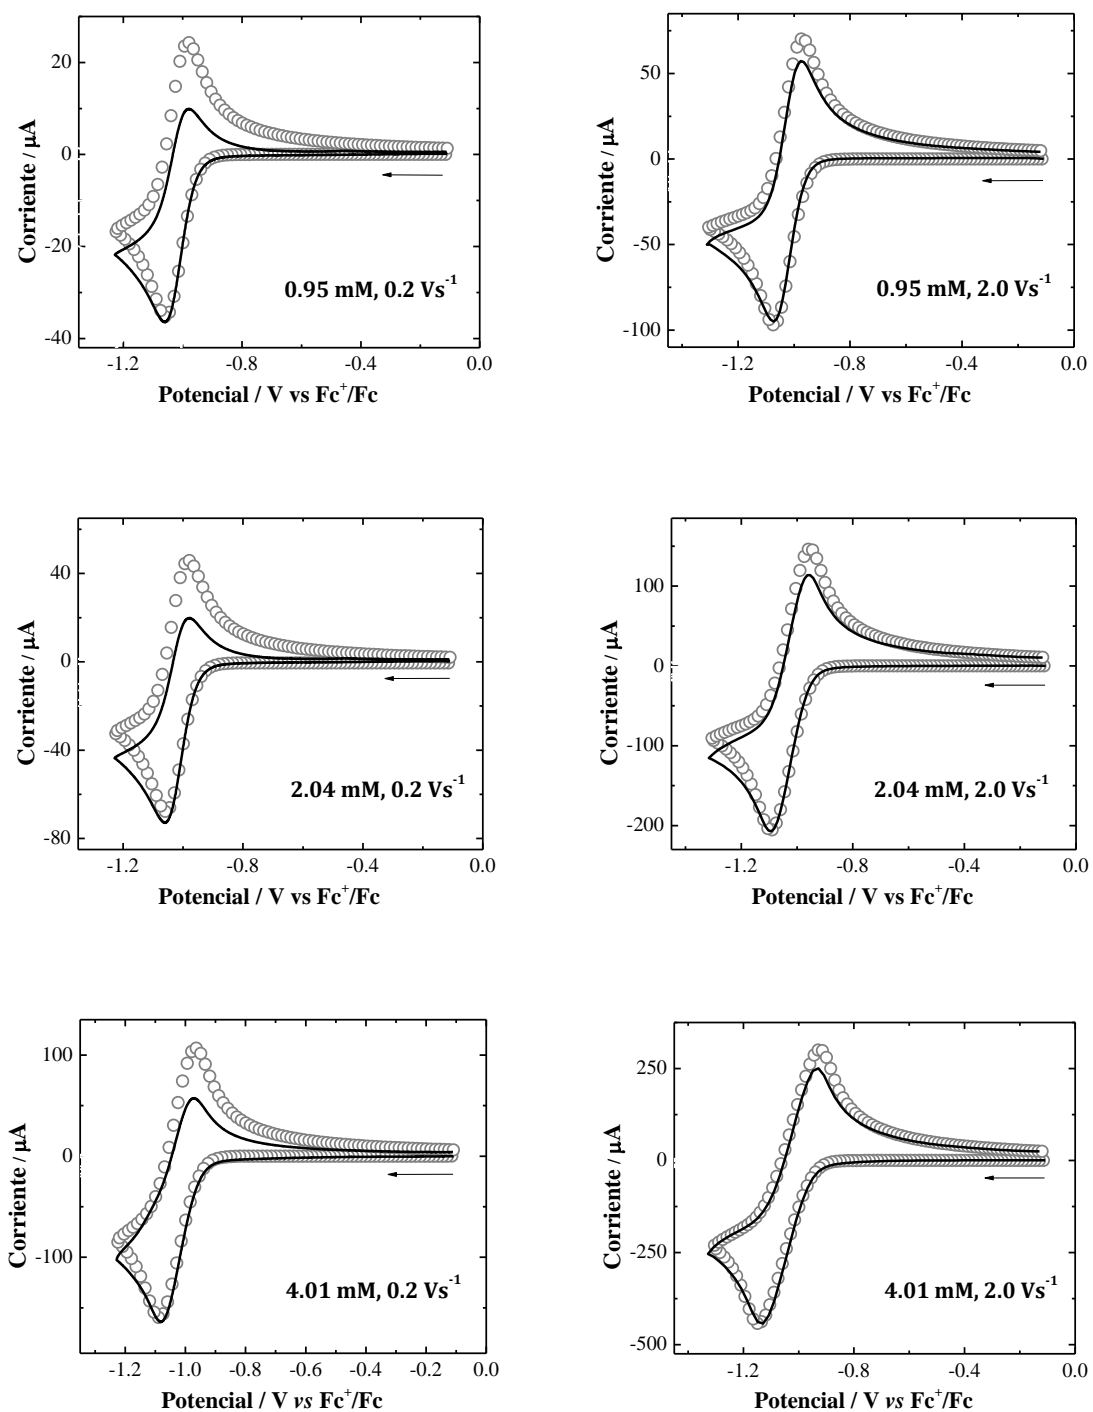 20
0
-20
-40
-1.2
-0.8
-0.4
0.0
Corriente / µA
Potencial / V vs Fc⁺/Fc
0.95 mM, 0.2 Vs⁻¹
50
0
-50
-100
-1.2
-0.8
-0.4
0.0
Corriente / µA
Potencial / V vs Fc⁺/Fc
0.95 mM, 2.0 Vs⁻¹
40
0
-40
-80
-1.2
-0.8
-0.4
0.0
Corriente / µA
Potencial / V vs Fc⁺/Fc
2.04 mM, 0.2 Vs⁻¹
100
0
-100
-200
-1.2
-0.8
-0.4
0.0
Corriente / µA
Potencial / V vs Fc⁺/Fc
2.04 mM, 2.0 Vs⁻¹
100
0
-100
-1.2
-1.0
-0.8
-0.6
-0.4
-0.2
0.0
Corriente / µA
Potencial / V vs Fc⁺/Fc
4.01 mM, 0.2 Vs⁻¹
250
0
-250
-500
-1.2
-0.8
-0.4
0.0
Corriente / µA
Potencial / V vs Fc⁺/Fc
4.01 mM, 2.0 Vs⁻¹